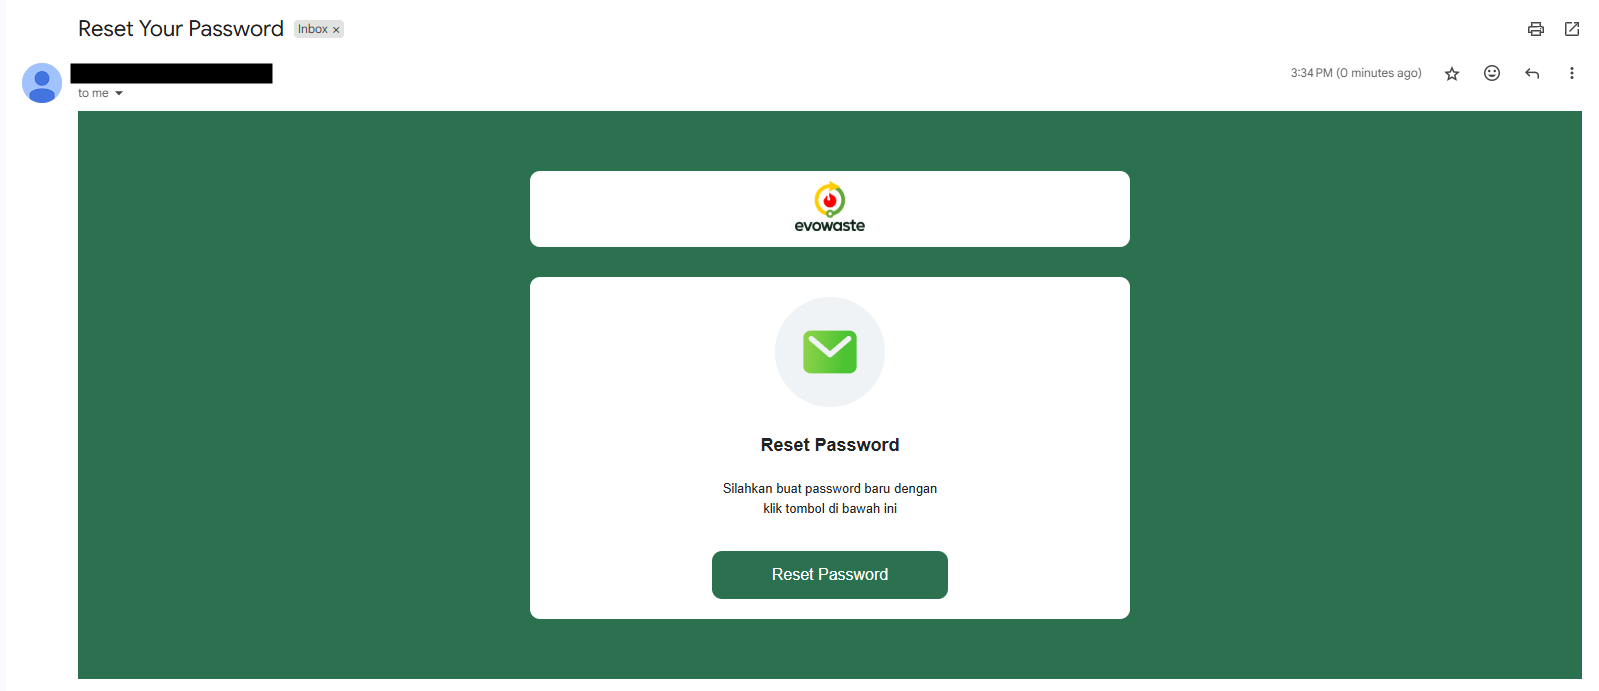 Reset Your Password Inbox ×
3:34 PM (0 minutes ago)
to me
evowaste
Reset Password
Silahkan buat password baru dengan
klik tombol di bawah ini
Reset Password